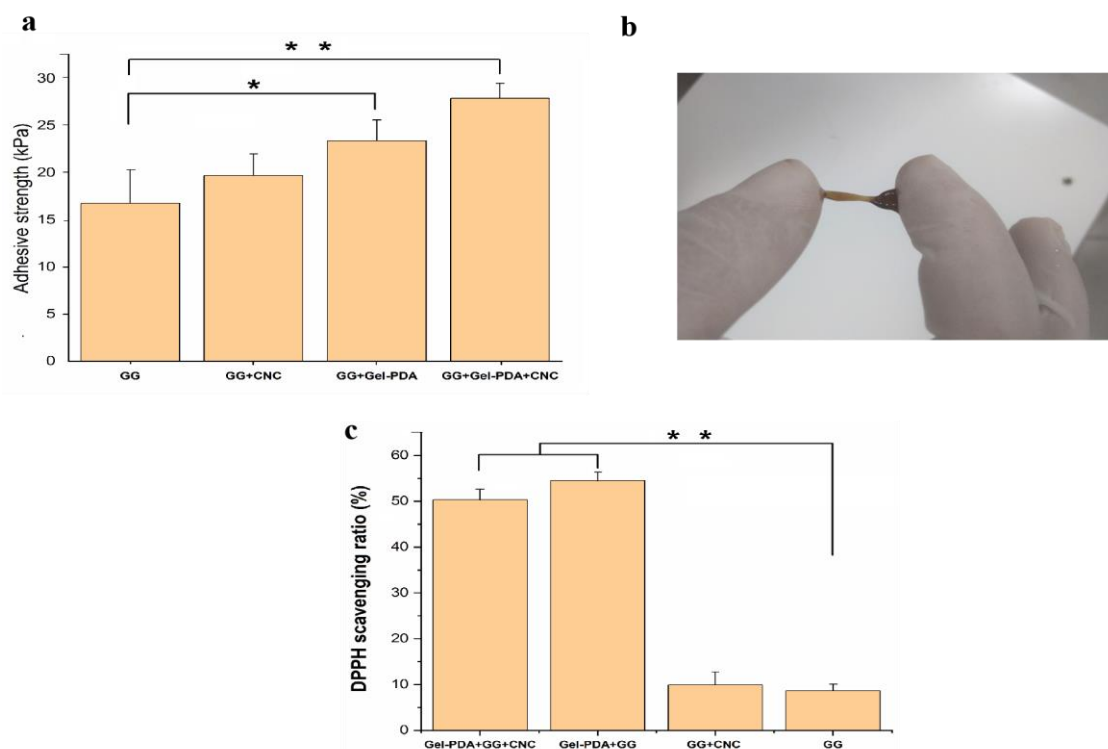 a
* *
*
Adhesive strength (kPa)
30
25
20
15
10
5
0
GG
GG+CNC
GG+Gel-PDA
GG+Gel-PDA+CNC
b
c
* *
DPPH scavenging ratio (%)
60
50
40
30
20
10
0
Gel-PDA+GG+CNC
Gel-PDA+GG
GG+CNC
GG